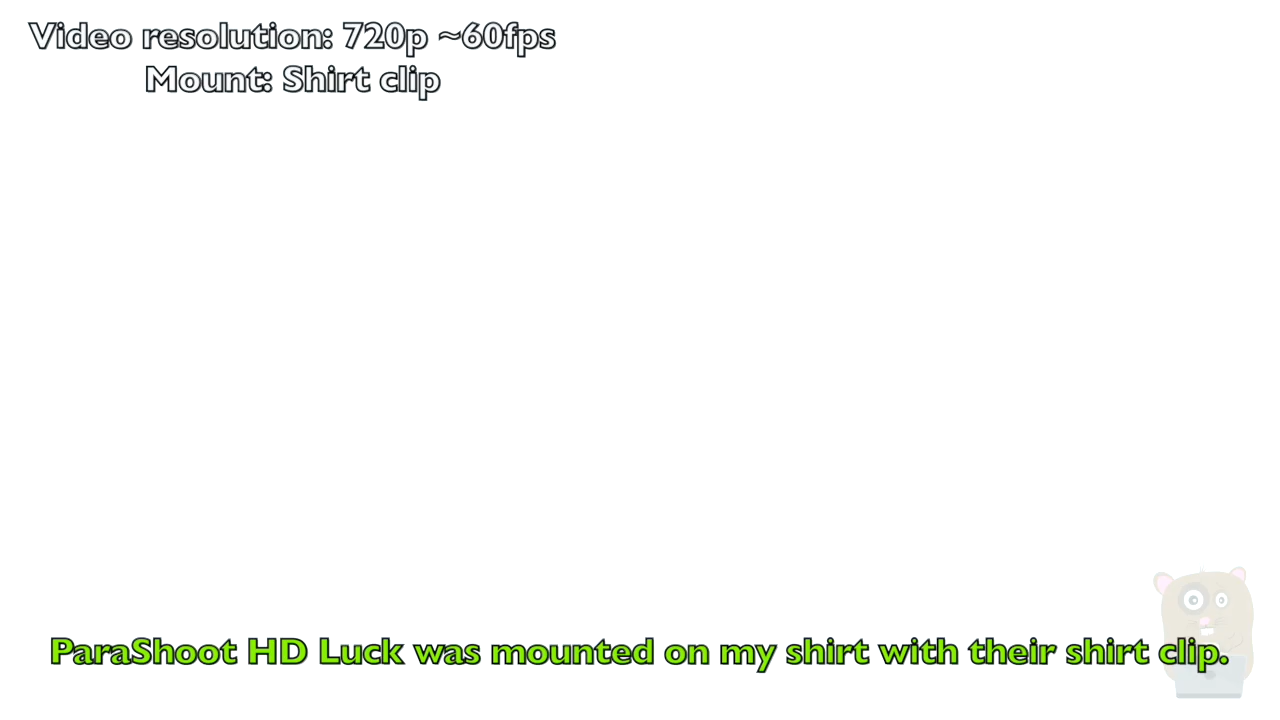 Video resolution: 720p ~60fps
Mount: Shirt clip
ParaShoot HD Luck was mounted on my shirt with their shirt clip.